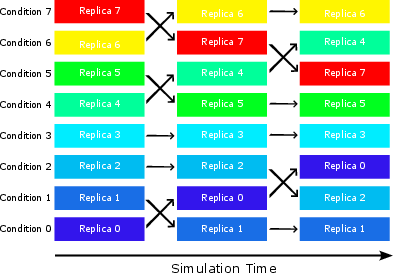 Condition 7 Replica 7 Replica 6 Replica 6
Condition 6 Replica 6 Replica 7 Replica 4
Condition 5 Replica 5 Replica 4 Replica 7
Condition 4 Replica 4 Replica 5 Replica 5
Condition 3 Replica 3 Replica 3 Replica 3
Condition 2 Replica 2 Replica 2 Replica 0
Condition 1 Replica 1 Replica 0 Replica 2
Condition 0 Replica 0 Replica 1 Replica 1
Simulation Time